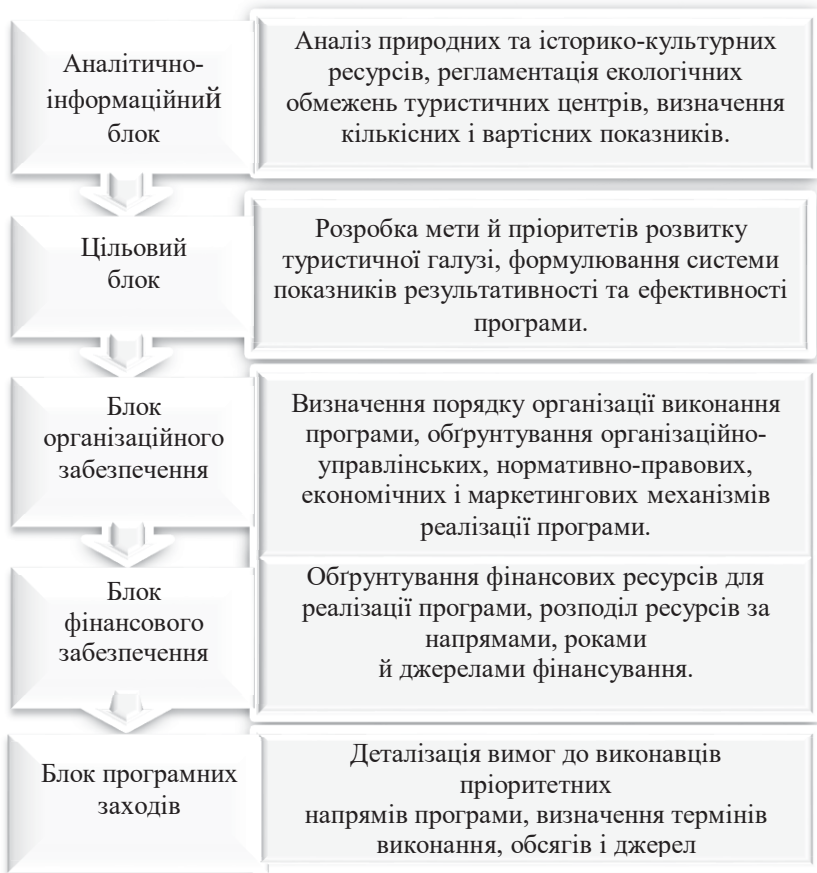 Аналітично-
інформаційний
блок
Аналіз природних та історико-культурних
ресурсів, регламентація екологічних
обмежень туристичних центрів, визначення
кількісних і вартісних показників.
Цільовий
блок
Розробка мети й пріоритетів розвитку
туристичної галузі, формулювання системи
показників результативності та ефективності
програми.
Блок
організаційного
забезпечення
Визначення порядку організації виконання
програми, обґрунтування організаційно-
управлінських, нормативно-правових,
економічних і маркетингових механізмів
реалізації програми.
Блок
фінансового
забезпечення
Обґрунтування фінансових ресурсів для
реалізації програми, розподіл ресурсів за
напрямами, роками
й джерелами фінансування.
Блок програмних
заходів
Деталізація вимог до виконавців
пріоритетних
напрямів програми, визначення термінів
виконання, обсягів і джерел